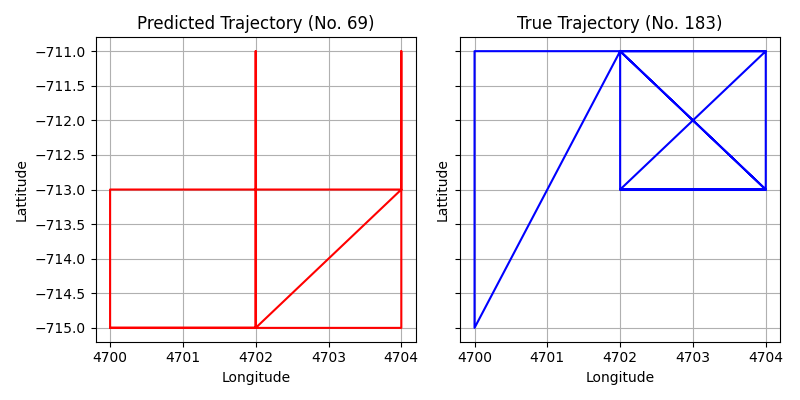 Predicted Trajectory (No. 69)
True Trajectory (No. 183)
−711.0
−711.5
−712.0
−712.5
−713.0
−713.5
−714.0
−714.5
−715.0
Lattitude
Lattitude
4700 4701 4702 4703 4704
4700 4701 4702 4703 4704
Longitude
Longitude